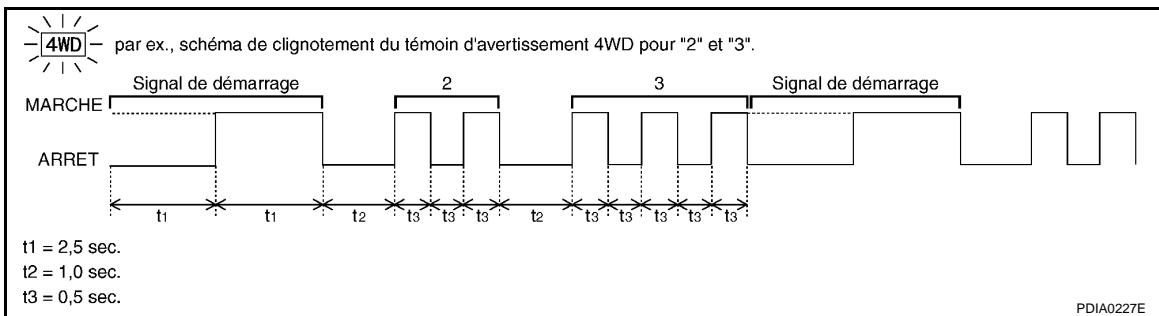 4WD par ex., schéma de clignotement du témoin d'avertissement 4WD pour "2" et "3".
Signal de démarrage 2 3 Signal de démarrage
MARCHE
ARRET
t1 t1 t2 t3 t3 t3 t2 t3 t3 t3 t3 t3
t1 = 2,5 sec.
t2 = 1,0 sec.
t3 = 0,5 sec.
PDIA0227E